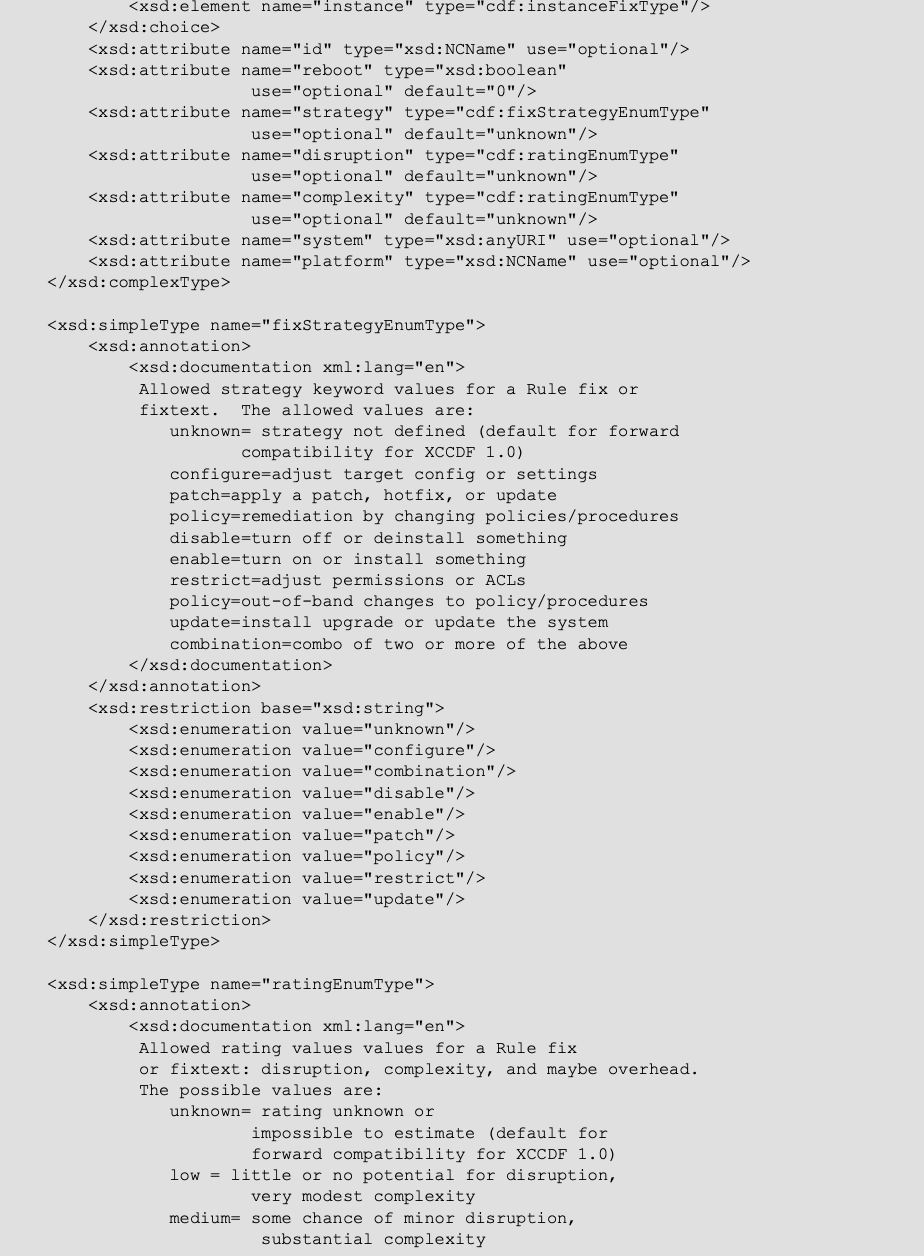 <xsd:element name="instance" type="cdf:instanceFixType"/>
</xsd:choice>
<xsd:attribute name="id" type="xsd:NCName" use="optional"/>
<xsd:attribute name="reboot" type="xsd:boolean"
use="optional" default="0"/>
<xsd:attribute name="strategy" type="cdf:fixStrategyEnumType"
use="optional" default="unknown"/>
<xsd:attribute name="disruption" type="cdf:ratingEnumType"
use="optional" default="unknown"/>
<xsd:attribute name="complexity" type="cdf:ratingEnumType"
use="optional" default="unknown"/>
<xsd:attribute name="system" type="xsd:anyURI" use="optional"/>
<xsd:attribute name="platform" type="xsd:NCName" use="optional"/>
</xsd:complexType>
<xsd:simpleType name="fixStrategyEnumType">
<xsd:annotation>
<xsd:documentation xml:lang="en">
Allowed strategy keyword values for a Rule fix or
fixtext.  The allowed values are:
unknown= strategy not defined (default for forward
compatibility for XCCDF 1.0)
configure=adjust target config or settings
patch=apply a patch, hotfix, or update
policy=remediation by changing policies/procedures
disable=turn off or deinstall something
enable=turn on or install something
restrict=adjust permissions or ACLs
policy=out-of-band changes to policy/procedures
update=install upgrade or update the system
combination=combo of two or more of the above
</xsd:documentation>
</xsd:annotation>
<xsd:restriction base="xsd:string">
<xsd:enumeration value="unknown"/>
<xsd:enumeration value="configure"/>
<xsd:enumeration value="combination"/>
<xsd:enumeration value="disable"/>
<xsd:enumeration value="enable"/>
<xsd:enumeration value="patch"/>
<xsd:enumeration value="policy"/>
<xsd:enumeration value="restrict"/>
<xsd:enumeration value="update"/>
</xsd:restriction>
</xsd:simpleType>
<xsd:simpleType name="ratingEnumType">
<xsd:annotation>
<xsd:documentation xml:lang="en">
Allowed rating values values for a Rule fix
or fixtext: disruption, complexity, and maybe overhead.
The possible values are:
unknown= rating unknown or
impossible to estimate (default for
forward compatibility for XCCDF 1.0)
low = little or no potential for disruption,
very modest complexity
medium= some chance of minor disruption,
substantial complexity